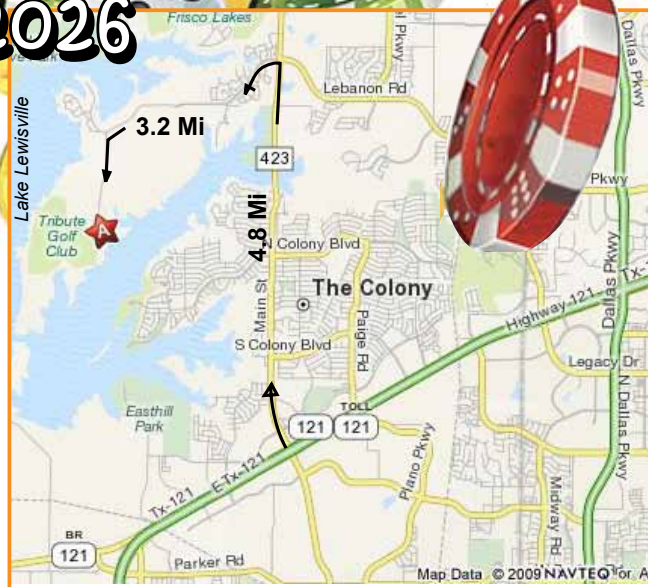 2026
Frisco Lakes
Lebanon Rd
Lake Lewisville
3.2 Mi
423
Dallas Pkwy
Pkwy
Tribute
Golf
Club
A
4.8 Mi
N Colony Blvd
Main St
The Colony
Paige Rd
Dallas Pkwy
Highway 121
S Colony Blvd
Legacy Dr
Easthill
Park
TOLL
121
121
N Dallas Pkwy
Tx-121
E Tx-121
Plano Pkwy
Midway Rd
BR
121
Parker Rd
Map Data © 2009 NAVTEQ or A